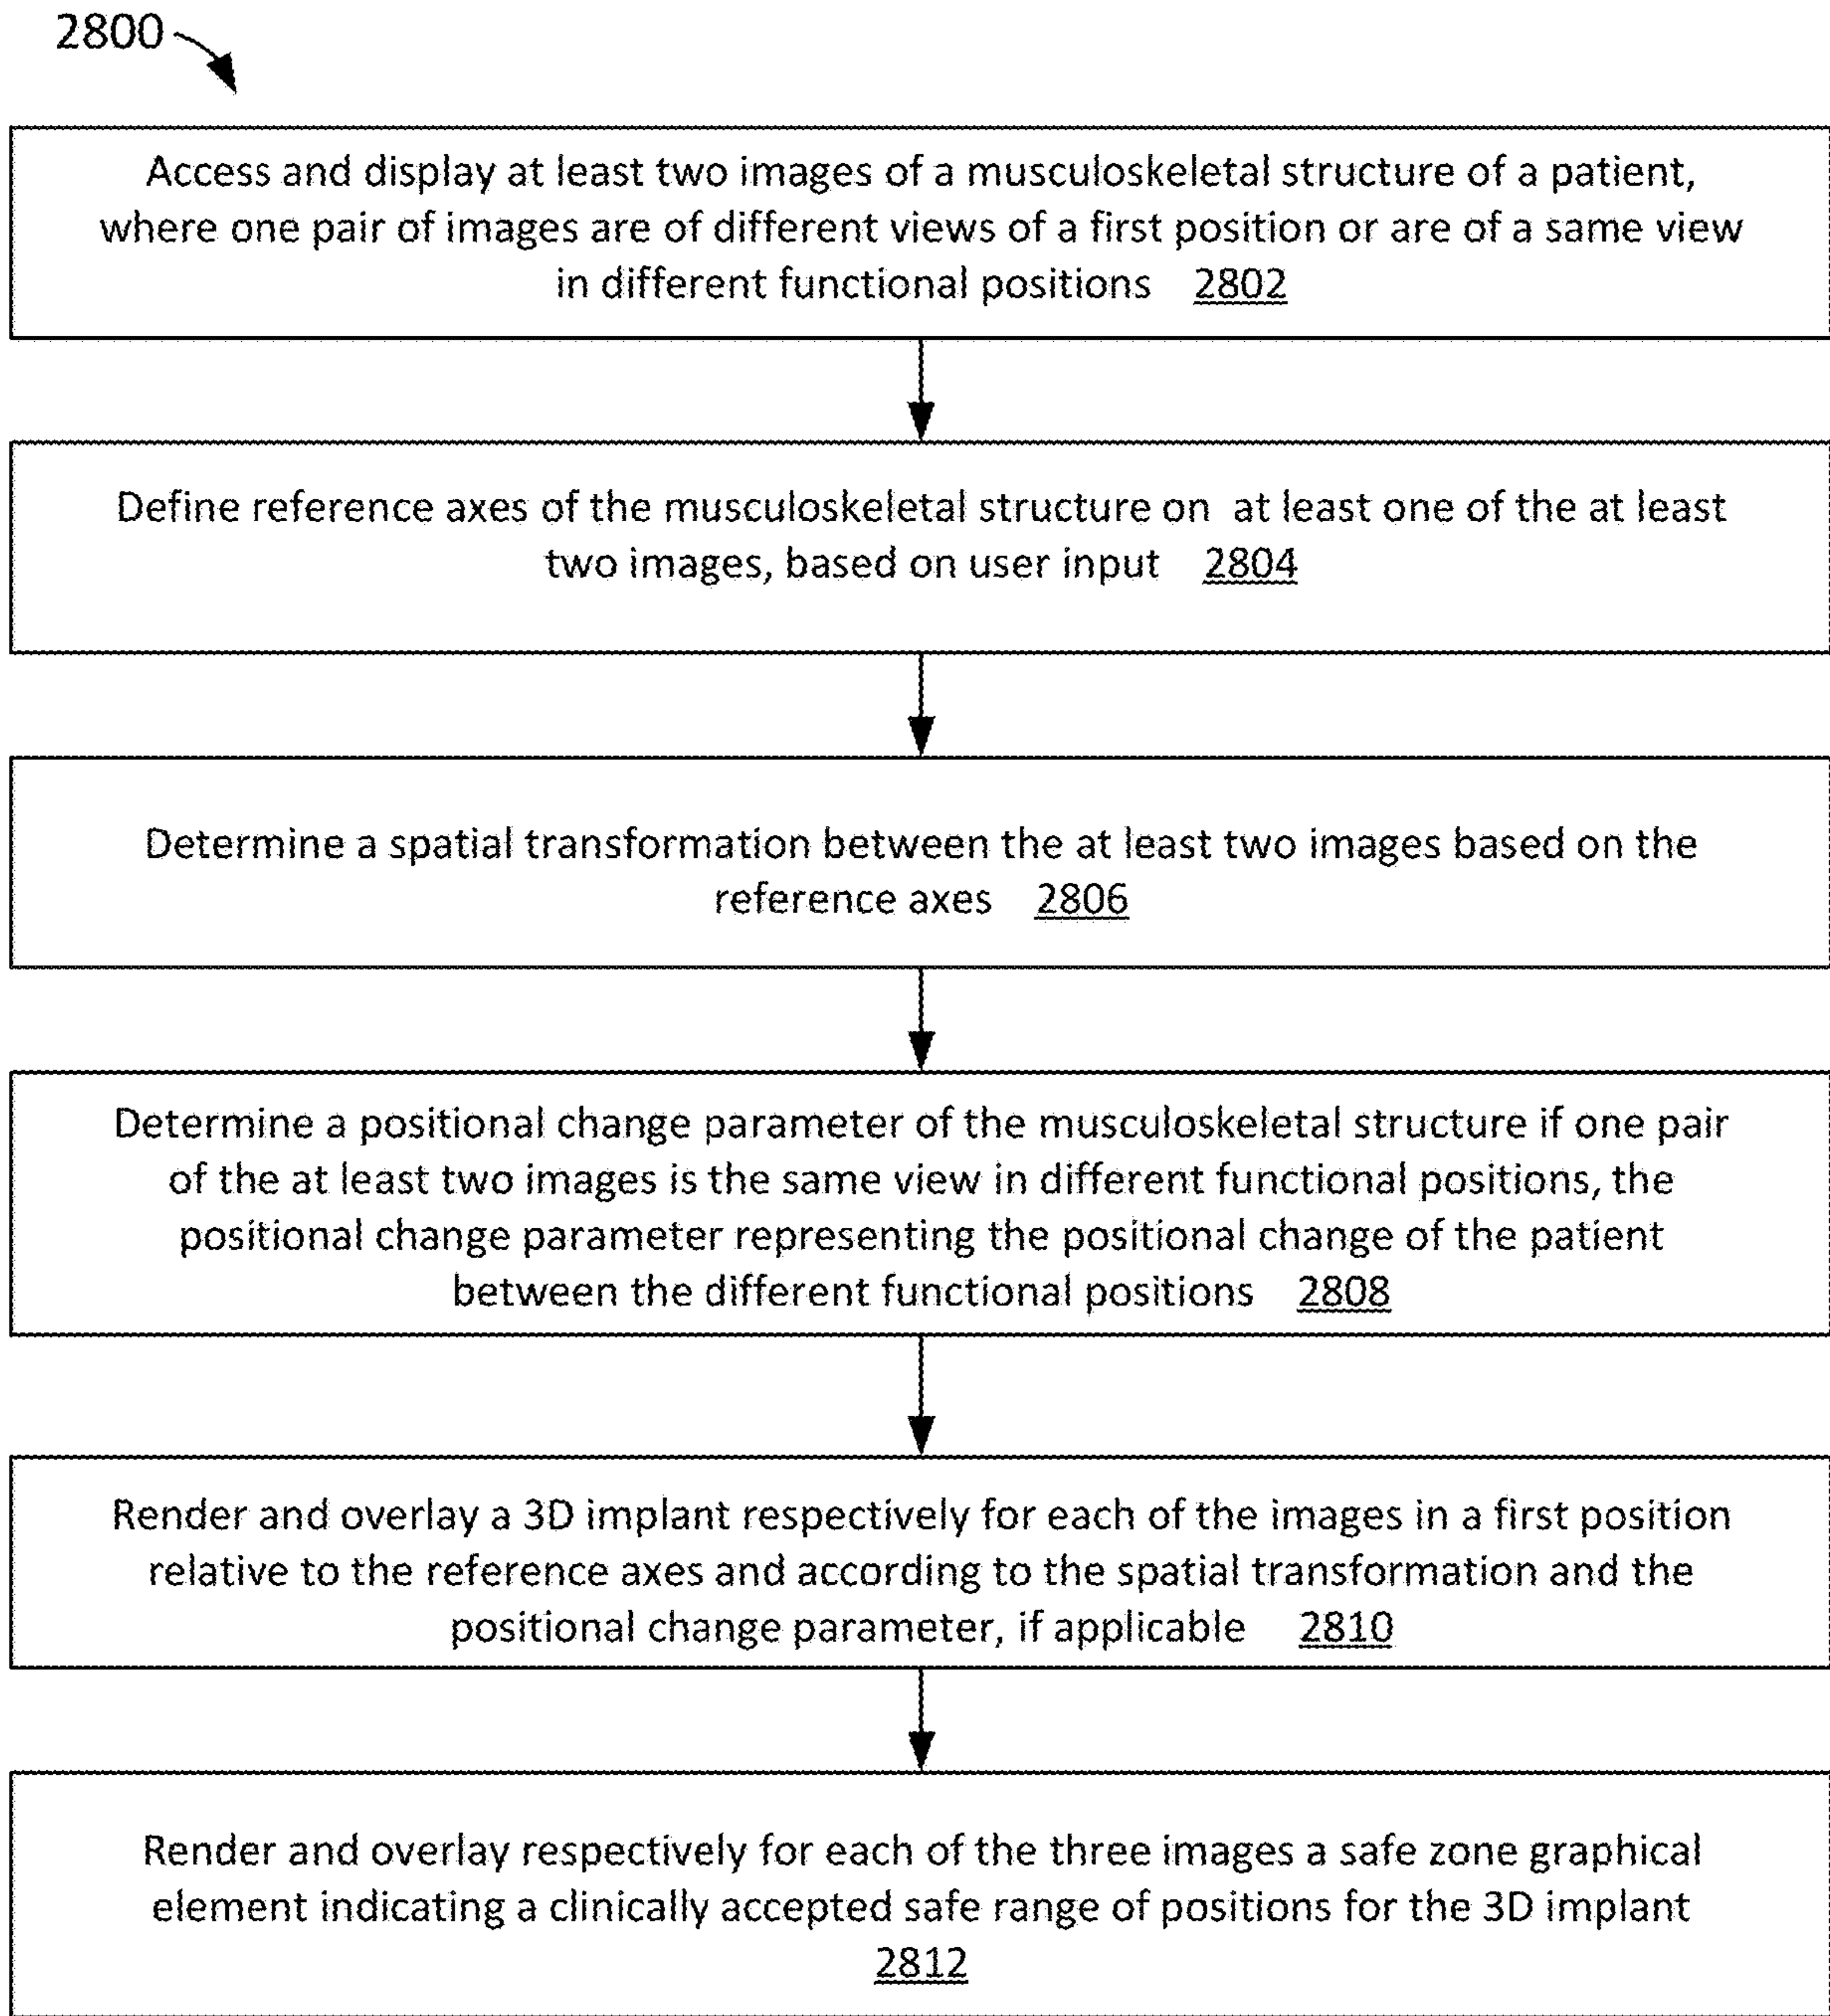 2800
Access and display at least two images of a musculoskeletal structure of a patient,
where one pair of images are of different views of a first position or are of a same view
in different functional positions 2802
Define reference axes of the musculoskeletal structure on at least one of the at least
two images, based on user input 2804
Determine a spatial transformation between the at least two images based on the
reference axes 2806
Determine a positional change parameter of the musculoskeletal structure if one pair
of the at least two images is the same view in different functional positions, the
positional change parameter representing the positional change of the patient
between the different functional positions 2808
Render and overlay a 3D implant respectively for each of the images in a first position
relative to the reference axes and according to the spatial transformation and the
positional change parameter, if applicable 2810
Render and overlay respectively for each of the three images a safe zone graphical
element indicating a clinically accepted safe range of positions for the 3D implant
2812